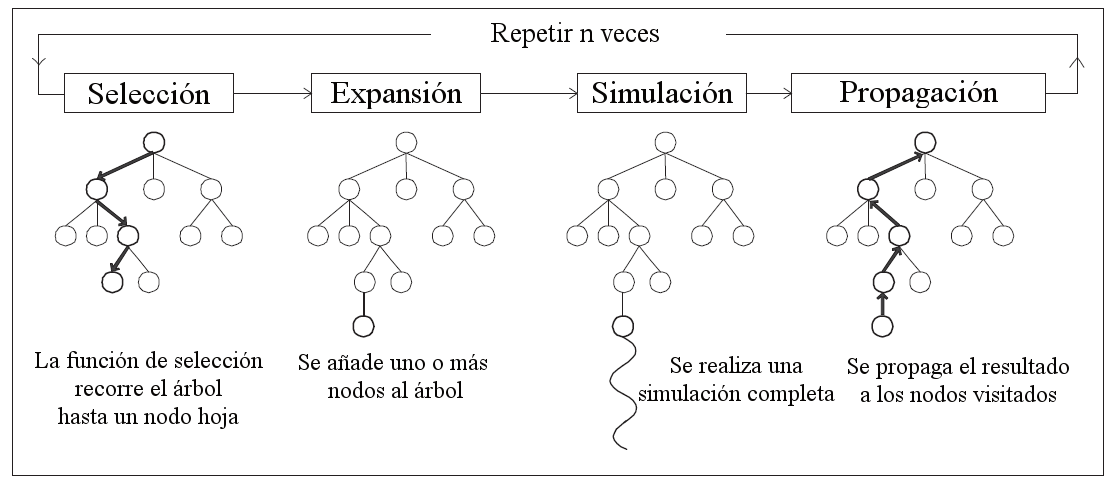 Repetir n veces
Selección
Expansión
Simulación
Propagación
La función de selección
recorre el árbol
hasta un nodo hoja
Se añade uno o más
nodos al árbol
Se realiza una
simulación completa
Se propaga el resultado
a los nodos visitados